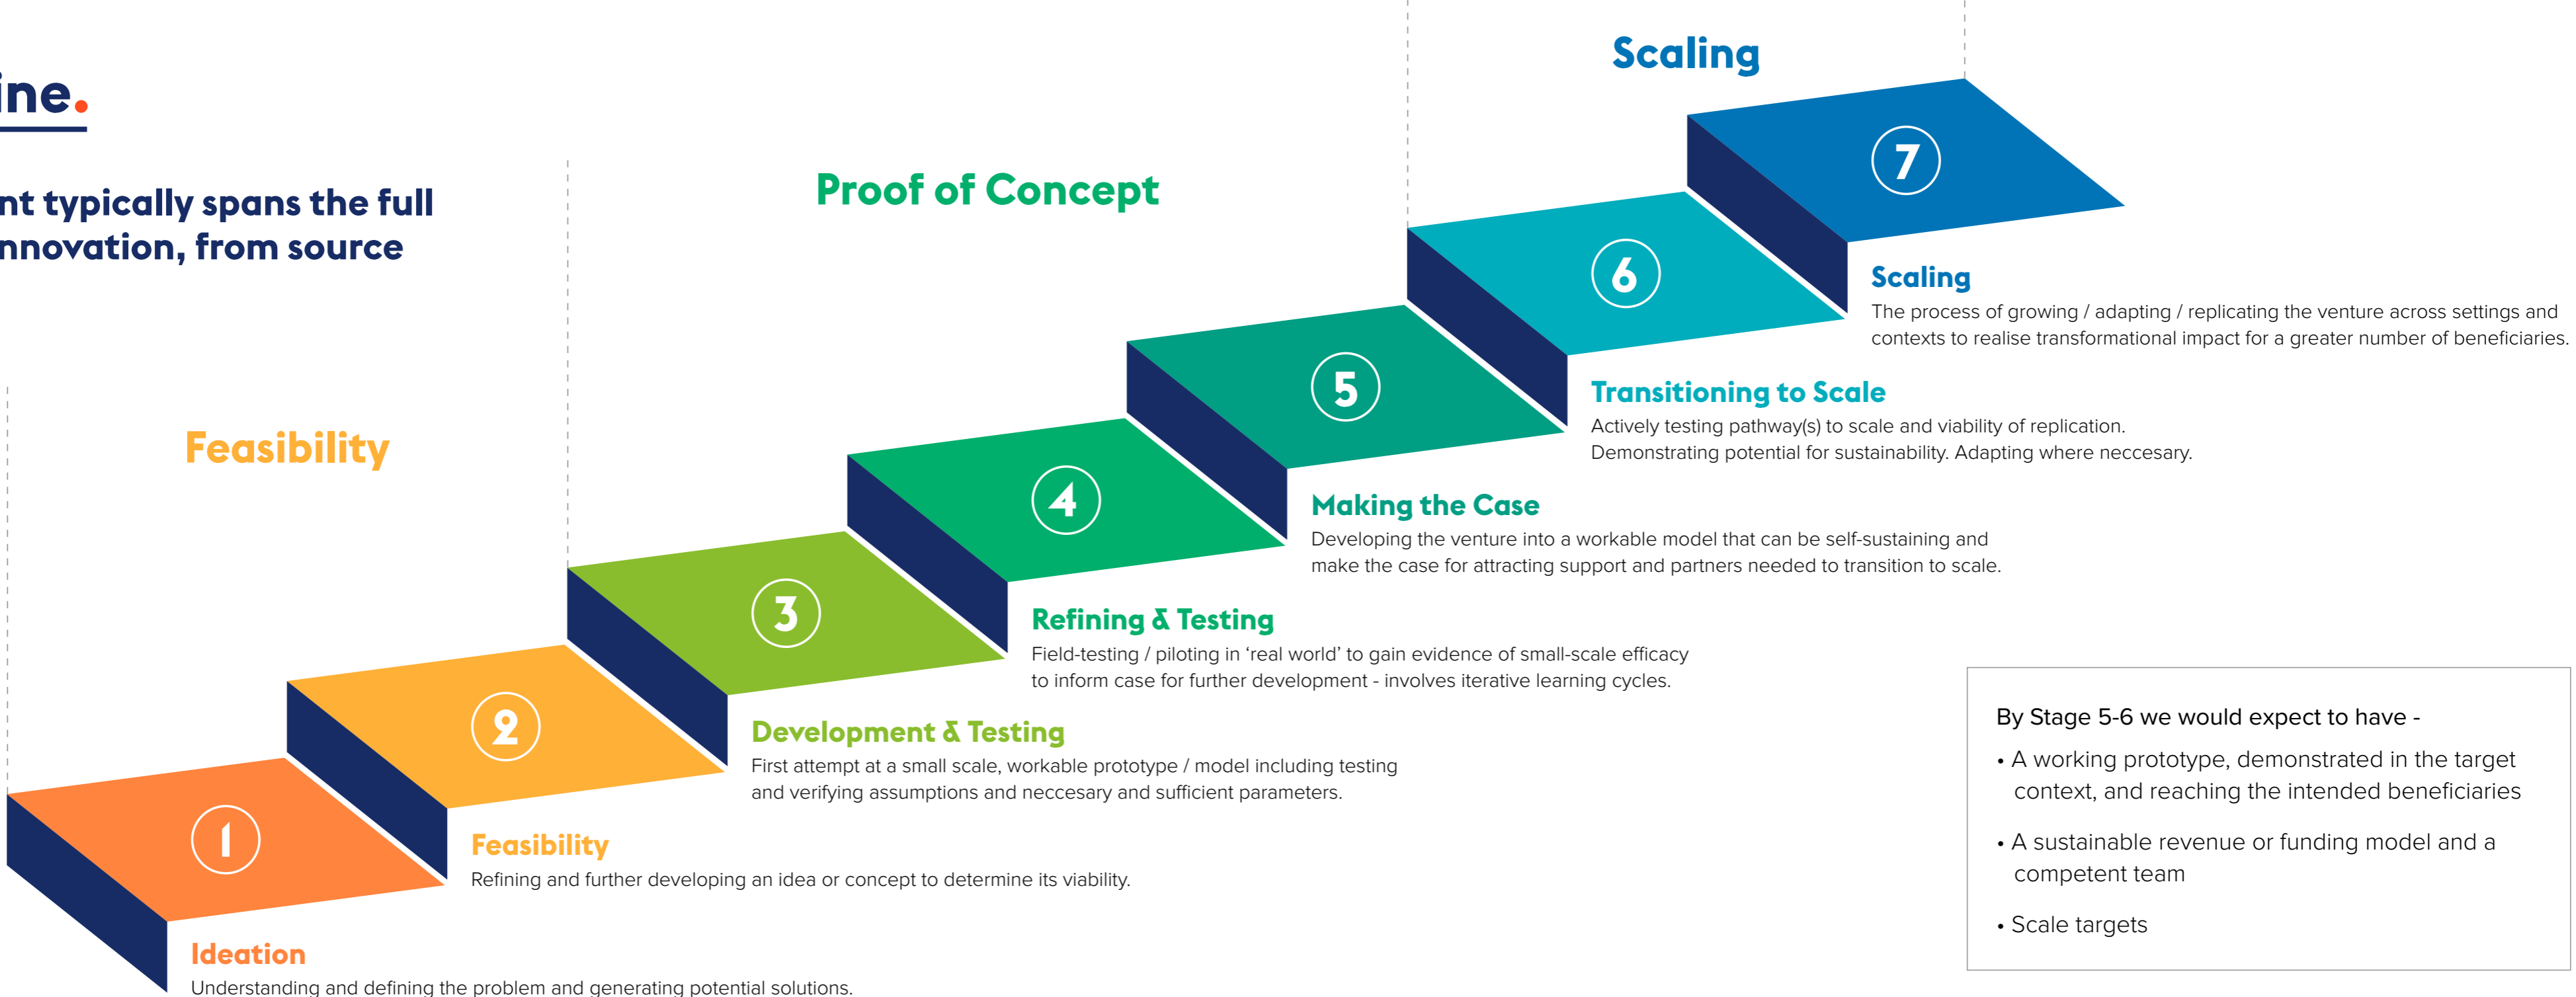 ine.
nt typically spans the full
nnovation, from source
Feasibility
Proof of Concept
Scaling
1
Ideation
Understanding and defining the problem and generating potential solutions.
2
Feasibility
Refining and further developing an idea or concept to determine its viability.
3
Development & Testing
First attempt at a small scale, workable prototype / model including testing
and verifying assumptions and neccesary and sufficient parameters.
4
Refining & Testing
Field-testing / piloting in ‘real world’ to gain evidence of small-scale efficacy
to inform case for further development - involves iterative learning cycles.
5
Making the Case
Developing the venture into a workable model that can be self-sustaining and
make the case for attracting support and partners needed to transition to scale.
6
Transitioning to Scale
Actively testing pathway(s) to scale and viability of replication.
Demonstrating potential for sustainability. Adapting where neccesary.
7
Scaling
The process of growing / adapting / replicating the venture across settings and
contexts to realise transformational impact for a greater number of beneficiaries.
By Stage 5-6 we would expect to have -
• A working prototype, demonstrated in the target
context, and reaching the intended beneficiaries
• A sustainable revenue or funding model and a
competent team
• Scale targets